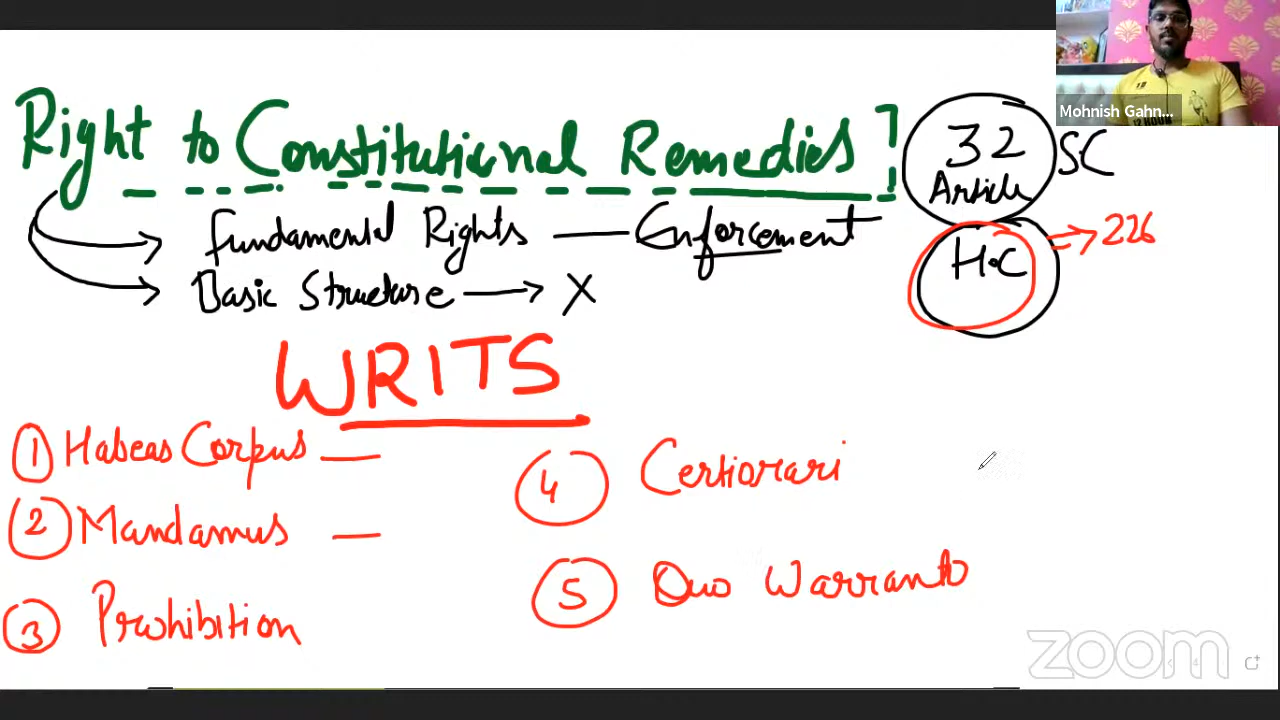 Mohnish Gahn...
Right to Constitutional Remedies ]
32 SC
Article
Fundamental Rights — Enforcement
H.C ⇒ 226
Basic Structure → X
WRITS
1 Habeas Corpus —
4 Certiorari
2 Mandamus —
5 Quo Warranto
3 Prohibition
zoom